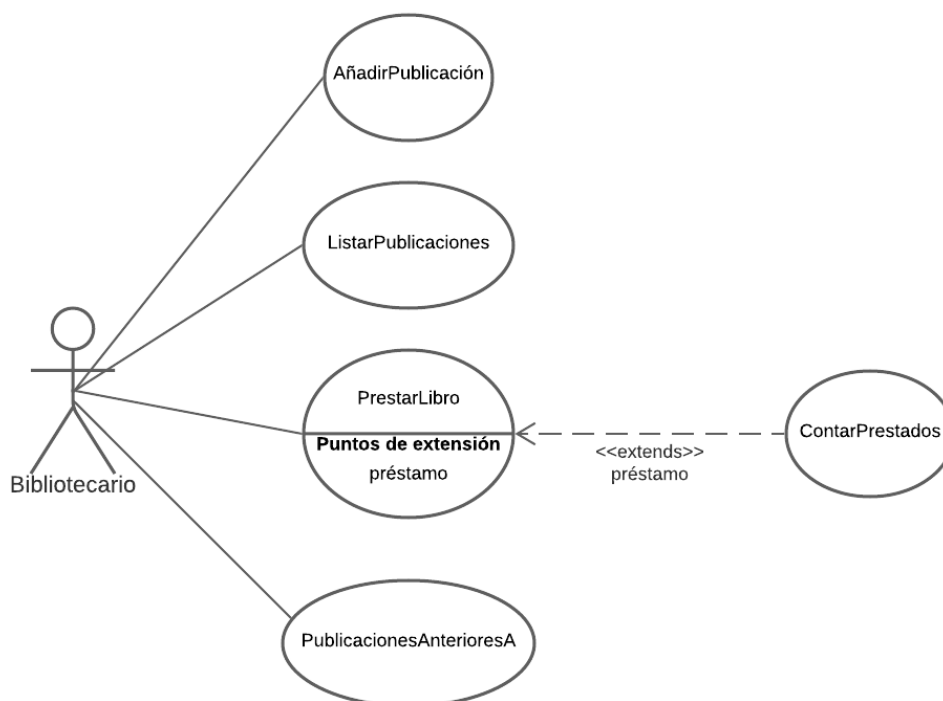 AñadirPublicación
ListarPublicaciones
PrestarLibro
Puntos de extensión
préstamo
<<extends>>
préstamo
ContarPrestados
Bibliotecario
PublicacionesAnterioresA